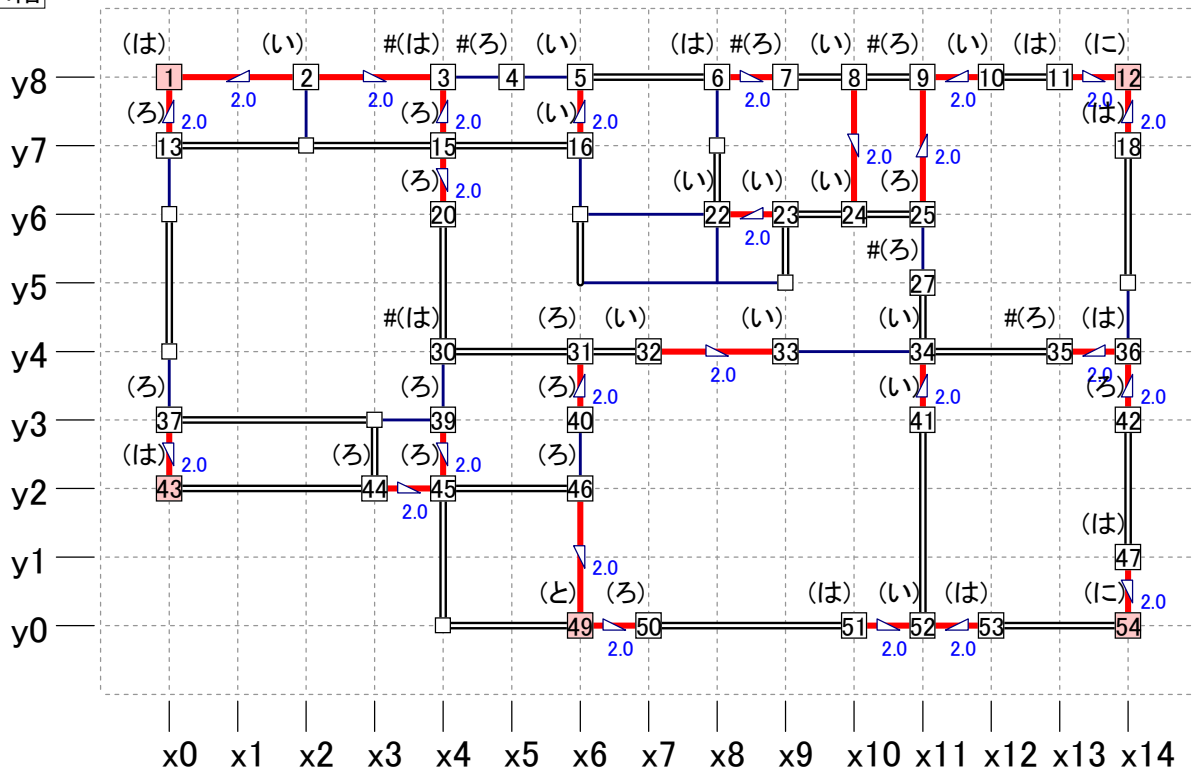 (は) (い) #(は) #(ろ) (い) (は) #(ろ) (い) #(ろ) (い) (は) (に)
y8 1 2 3 4 5 6 7 8 9 10 11 12
2.0 2.0 2.0 2.0 2.0
(ろ) 2.0 (ろ) 2.0 (い) 2.0 (は) 2.0
y7 13 15 16 18
2.0 2.0
(ろ) 2.0 (い) (い) (い) (ろ)
y6 20 22 23 24 25
2.0
#(ろ)
y5 27
#(は) (ろ) (い) (い) (い) #(ろ) (は)
y4 30 31 32 33 34 35 36
2.0 2.0
(ろ) (ろ) (ろ) 2.0 (い) 2.0 (ろ) 2.0
y3 37 39 40 41 42
(は) 2.0 (ろ) (ろ) 2.0 (ろ)
y2 43 44 45 46
2.0
(は)
y1 2.0 47
(と) (ろ) (は) (い) (は) (に) 2.0
y0 49 50 51 52 53 54
2.0 2.0 2.0
x0 x1 x2 x3 x4 x5 x6 x7 x8 x9 x10 x11 x12 x13 x14